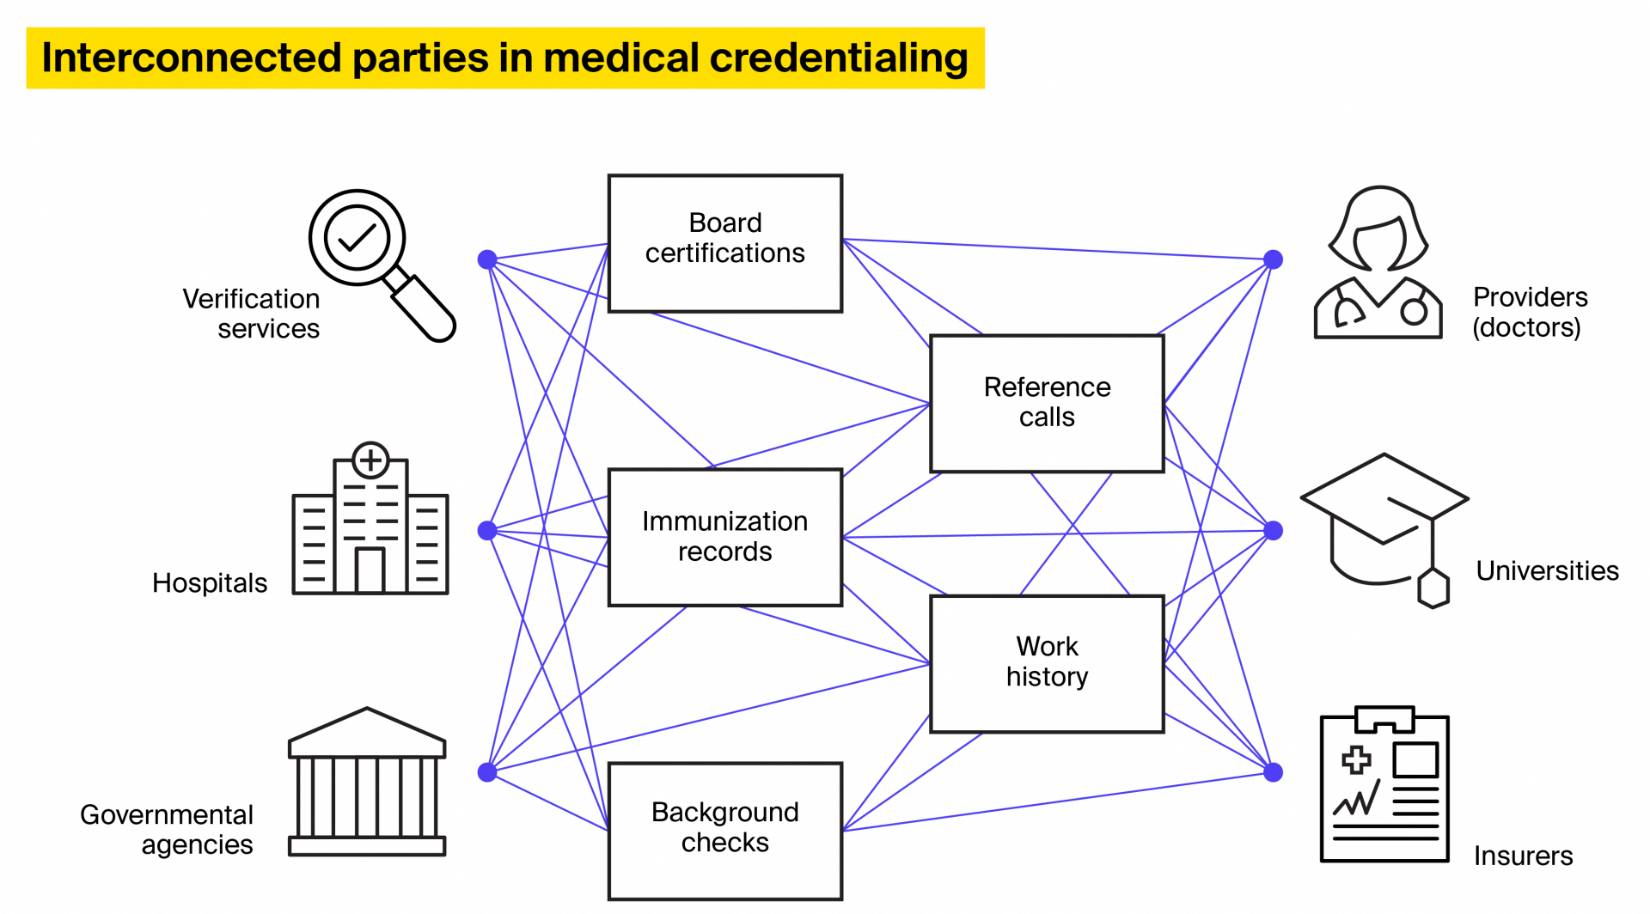 Interconnected parties in medical credentialing
Verification
services
Hospitals
Governmental
agencies
Board
certifications
Immunization
records
Background
checks
Reference
calls
Work
history
Providers
(doctors)
Universities
Insurers